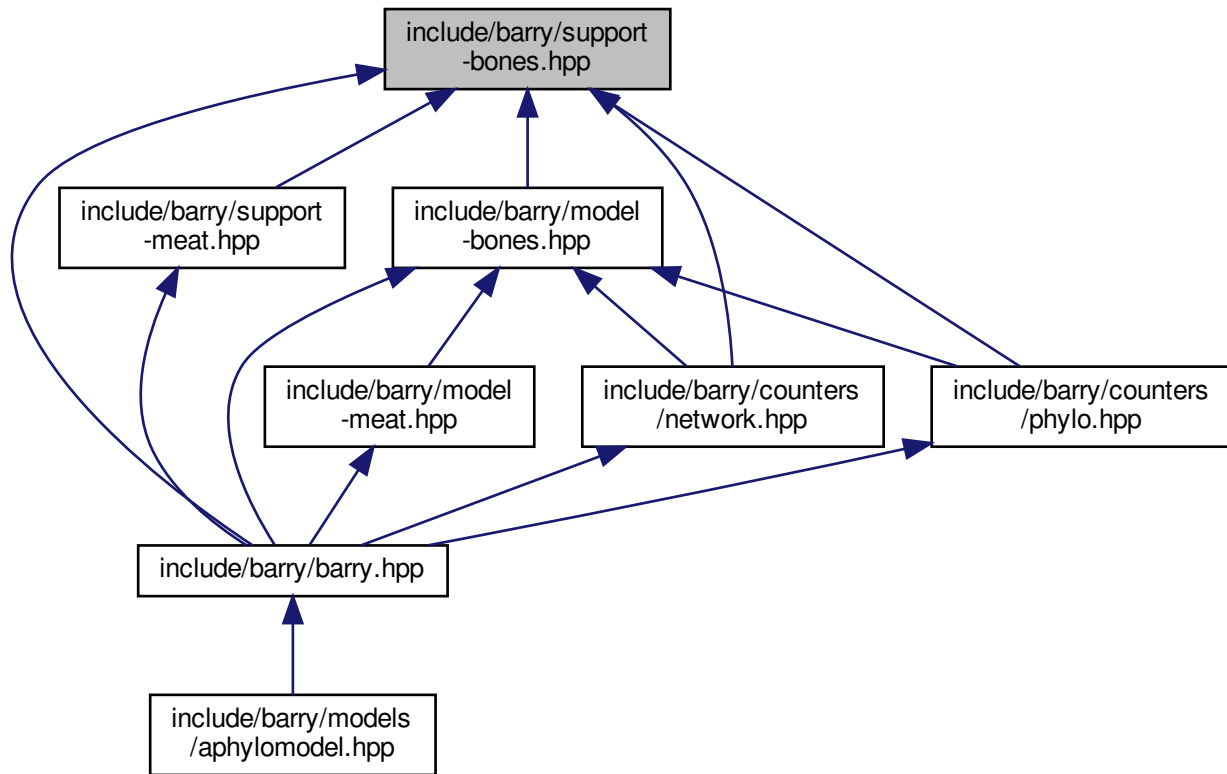 include/barry/support
-bones.hpp
include/barry/support
-meat.hpp
include/barry/model
-bones.hpp
include/barry/model
-meat.hpp
include/barry/counters
/network.hpp
include/barry/counters
/phylo.hpp
include/barry/barry.hpp
include/barry/models
/aphylomodel.hpp